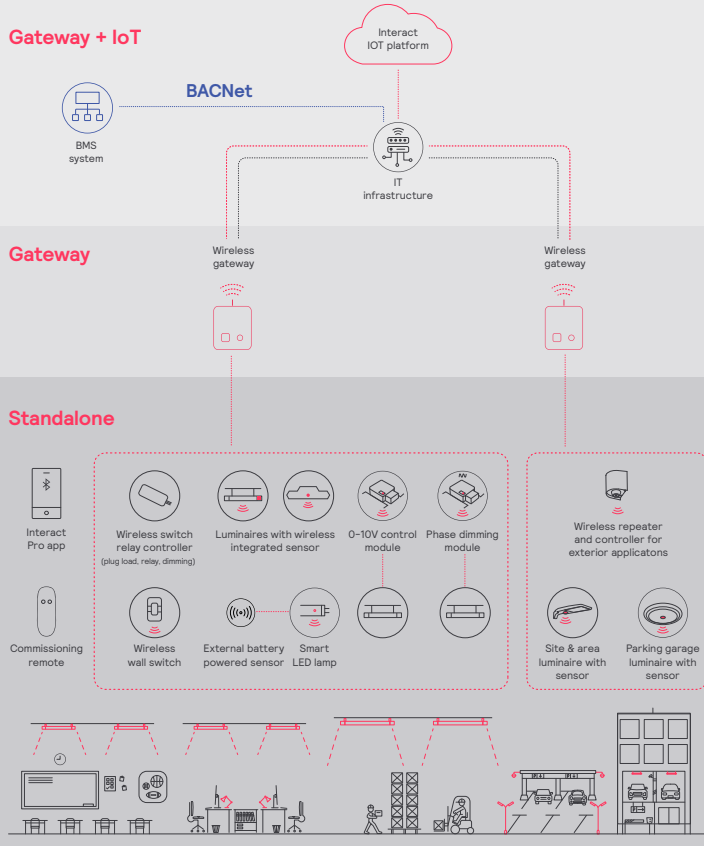 Gateway + IoT
Interact
IOT platform
BACNet
BMS
system
IT
infrastructure
Gateway
Wireless
gateway
Wireless
gateway
Standalone
Interact
Pro app
Wireless switch
relay controller
(plug load, relay, dimming)
Luminaires with wireless
integrated sensor
0-10V control
module
Phase dimming
module
Wireless repeater
and controller for
exterior applicatons
Commissioning
remote
Wireless
wall switch
External battery
powered sensor
Smart
LED lamp
Site & area
luminaire with
sensor
Parking garage
luminaire with
sensor